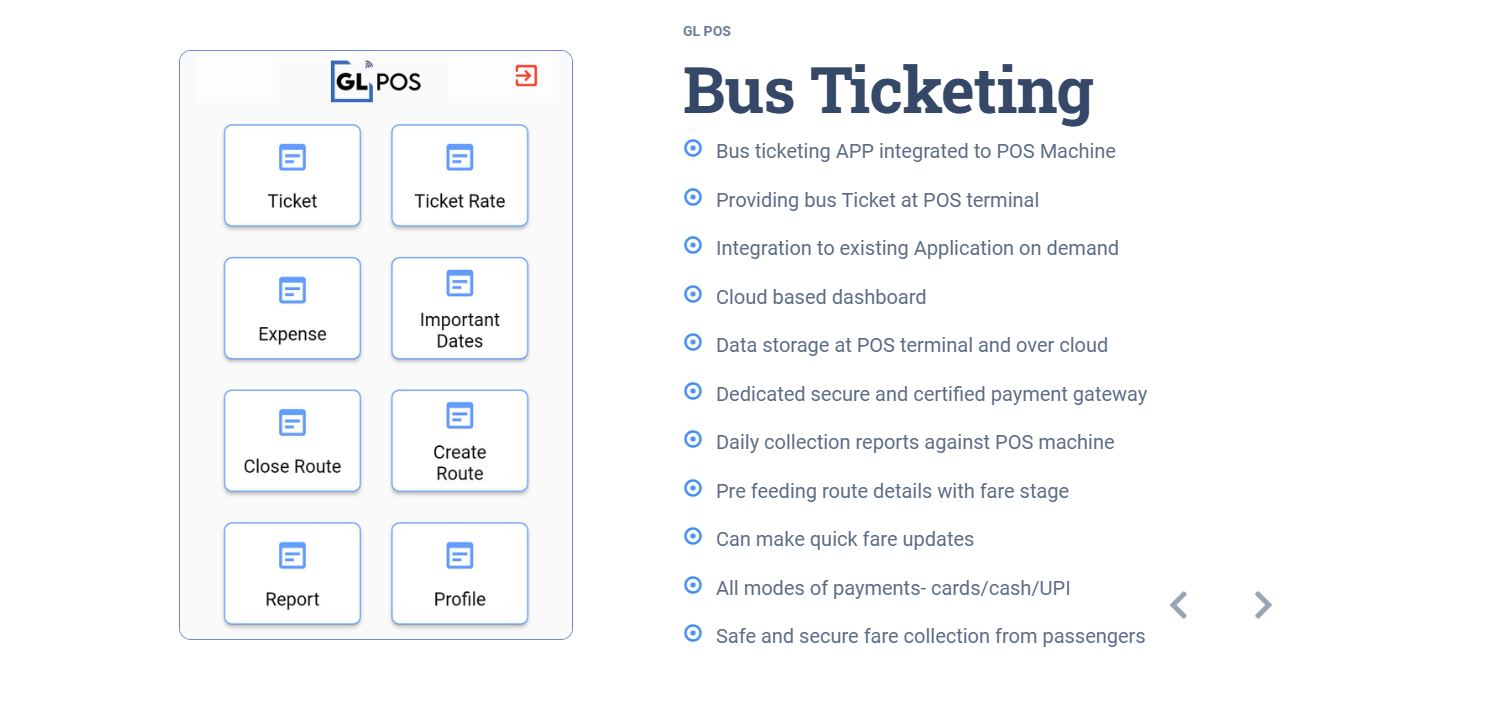 GL POS
Ticket
Ticket Rate
Expense
Important
Dates
Close Route
Create
Route
Report
Profile
GL POS
Bus Ticketing
Bus ticketing APP integrated to POS Machine
Providing bus Ticket at POS terminal
Integration to existing Application on demand
Cloud based dashboard
Data storage at POS terminal and over cloud
Dedicated secure and certified payment gateway
Daily collection reports against POS machine
Pre feeding route details with fare stage
Can make quick fare updates
All modes of payments- cards/cash/UPI
Safe and secure fare collection from passengers